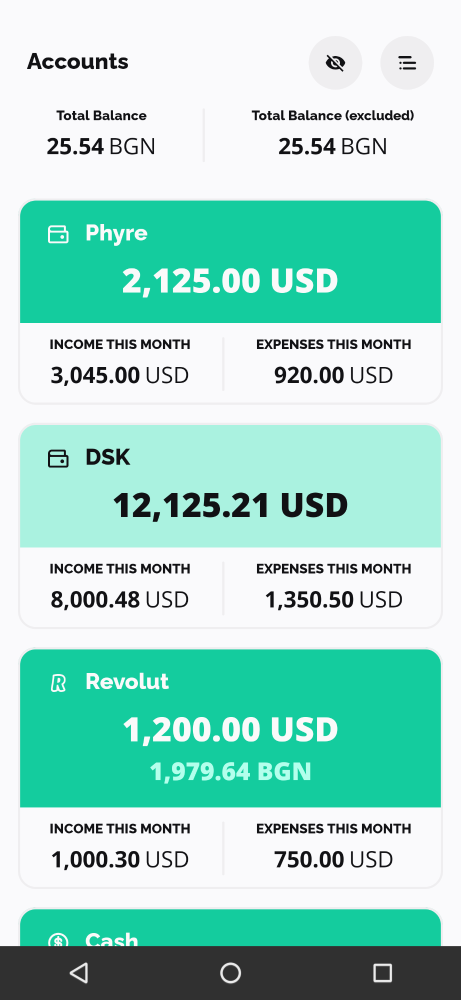 Accounts
Total Balance
25.54 BGN
Total Balance (excluded)
25.54 BGN
Phyre
2,125.00 USD
INCOME THIS MONTH
3,045.00 USD
EXPENSES THIS MONTH
920.00 USD
DSK
12,125.21 USD
INCOME THIS MONTH
8,000.48 USD
EXPENSES THIS MONTH
1,350.50 USD
R
Revolut
1,200.00 USD
1,979.64 BGN
INCOME THIS MONTH
1,000.30 USD
EXPENSES THIS MONTH
750.00 USD
$
Cash